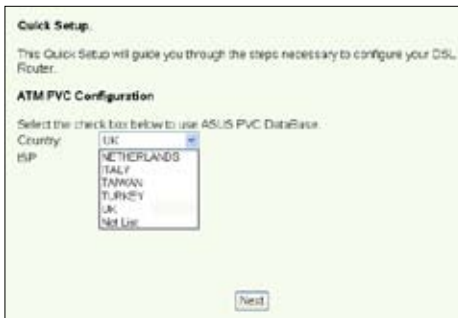 Quick Setup.
This Quick Setup will guide you through the steps necessary to configure your DSL
Router.
ATM PVC Configuration
Select the check box below to use ASUS PVC DataBase.
Country UK
ISP NETHERLANDS
ITALY
TAIWAN
TURKEY
UK
Not List
Next